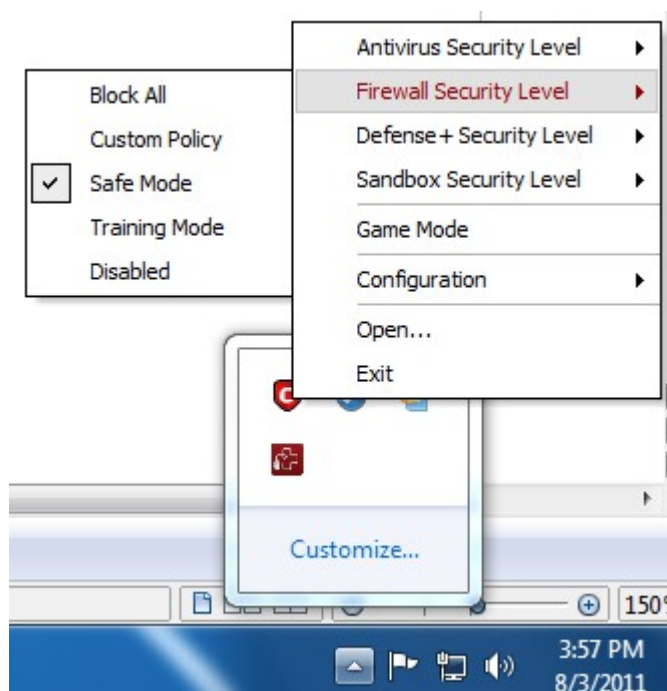 Antivirus Security Level
Firewall Security Level
Defense+ Security Level
Sandbox Security Level
Game Mode
Configuration
Open...
Exit
Block All
Custom Policy
Safe Mode
Training Mode
Disabled
Customize...
150%
3:57 PM
8/3/2011